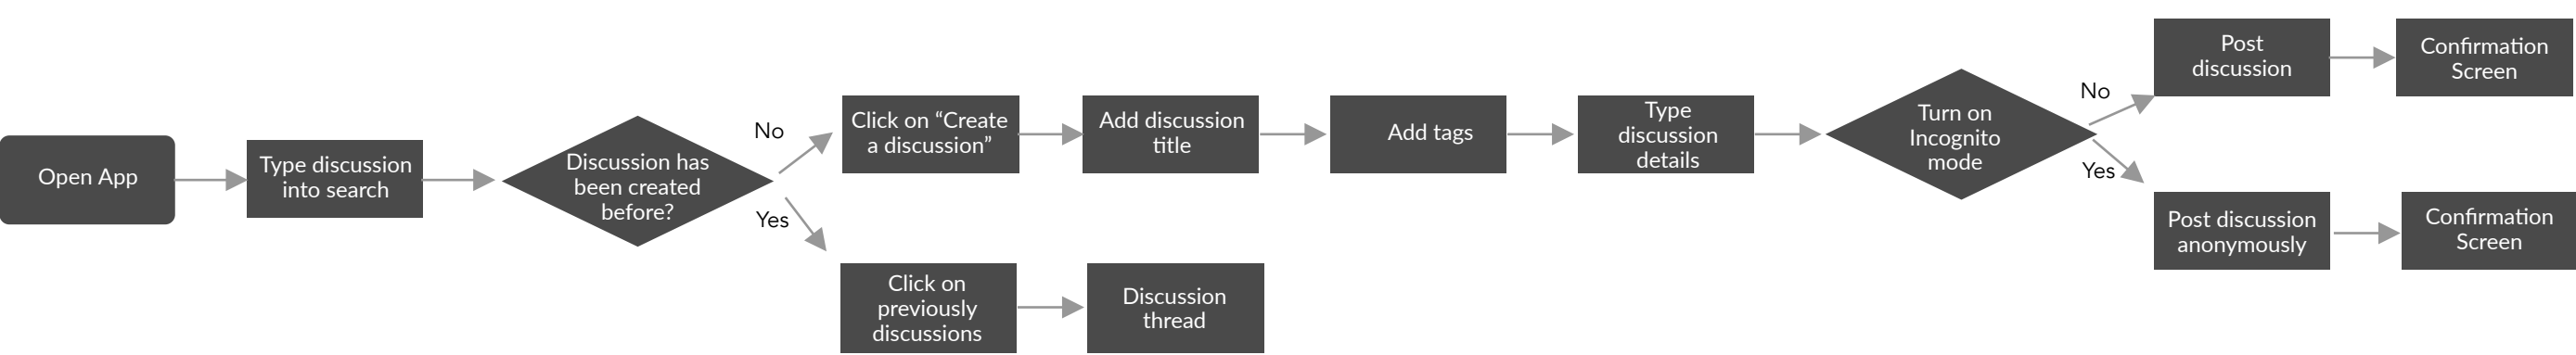 Open App
Type discussion
into search
Discussion has
been created
before?
No
Yes
Click on “Create
a discussion”
Add discussion
title
Add tags
Type
discussion
details
Turn on
Incognito
mode
No
Yes
Post
discussion
Confirmation
Screen
Post discussion
anonymously
Confirmation
Screen
Click on
previously
discussions
Discussion
thread